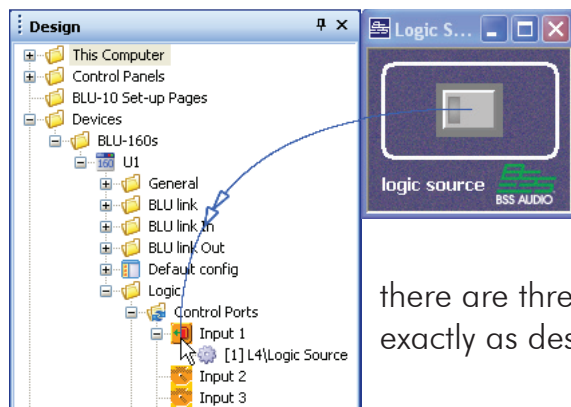 Design
This Computer
Control Panels
BLU-10 Set-up Pages
Devices
BLU-160s
160 U1
General
BLU link
BLU link In
BLU link Out
Default config
Logic
Control Ports
Input 1
[1] L4\Logic Source
Input 2
Input 3
Logic S...
logic source
BSS AUDIO
there are thre
exactly as des